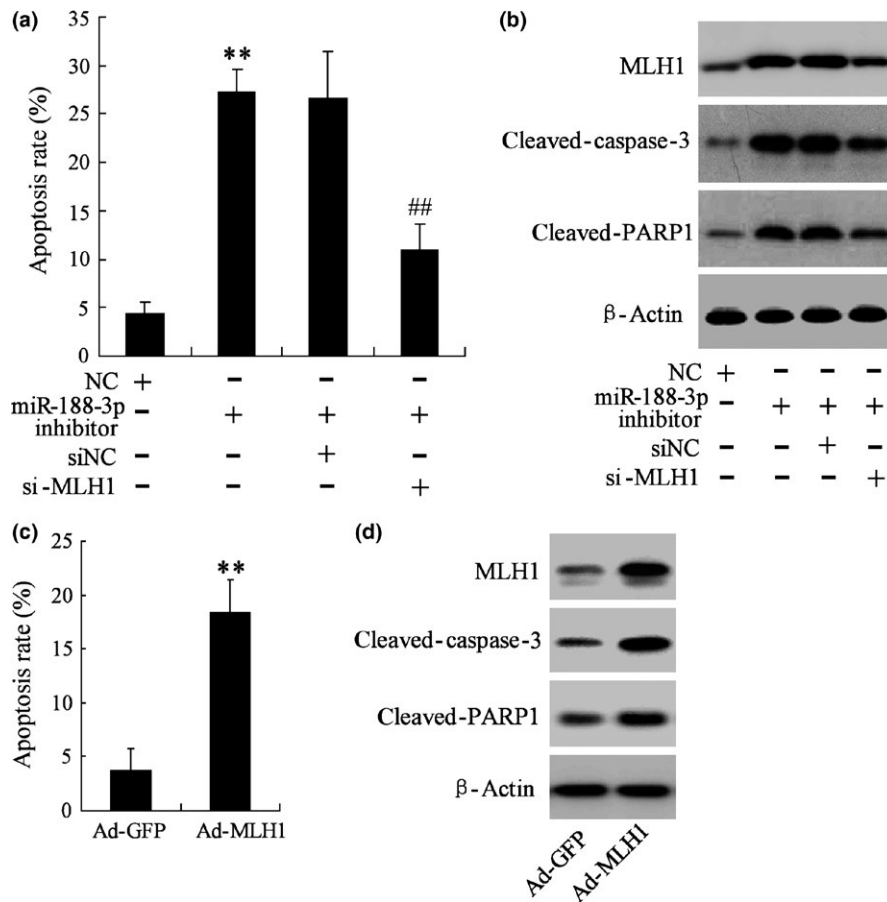 (a)
35
30
25
20
15
10
5
0
Apoptosis rate (%)
**
##
NC + – – –
miR-188-3p inhibitor – + + +
siNC – – + –
si-MLH1 – – – +
(b)
MLH1
Cleaved-caspase-3
Cleaved-PARP1
β-Actin
NC + – – –
miR-188-3p inhibitor – + + +
siNC – – + –
si-MLH1 – – – +
(c)
25
20
15
10
5
0
Apoptosis rate (%)
**
Ad-GFP Ad-MLH1
(d)
MLH1
Cleaved-caspase-3
Cleaved-PARP1
β-Actin
Ad-GFP
Ad-MLH1